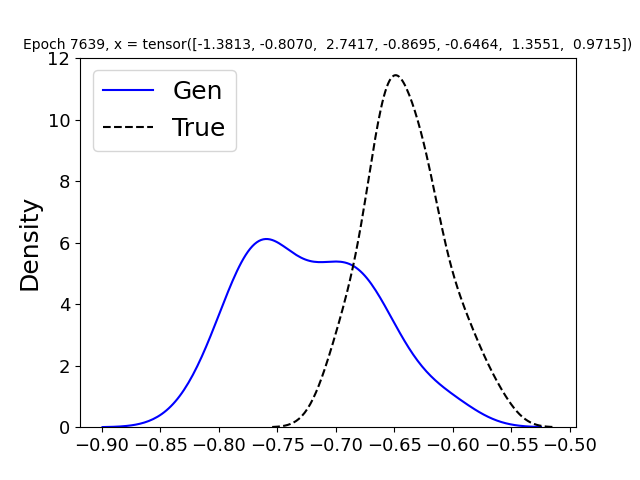 Epoch 7639, x = tensor([-1.3813, -0.8070,  2.7417, -0.8695, -0.6464,  1.3551,  0.9715])
12
10
8
6
4
2
0
Density
Gen
True
−0.90 −0.85 −0.80 −0.75 −0.70 −0.65 −0.60 −0.55 −0.50